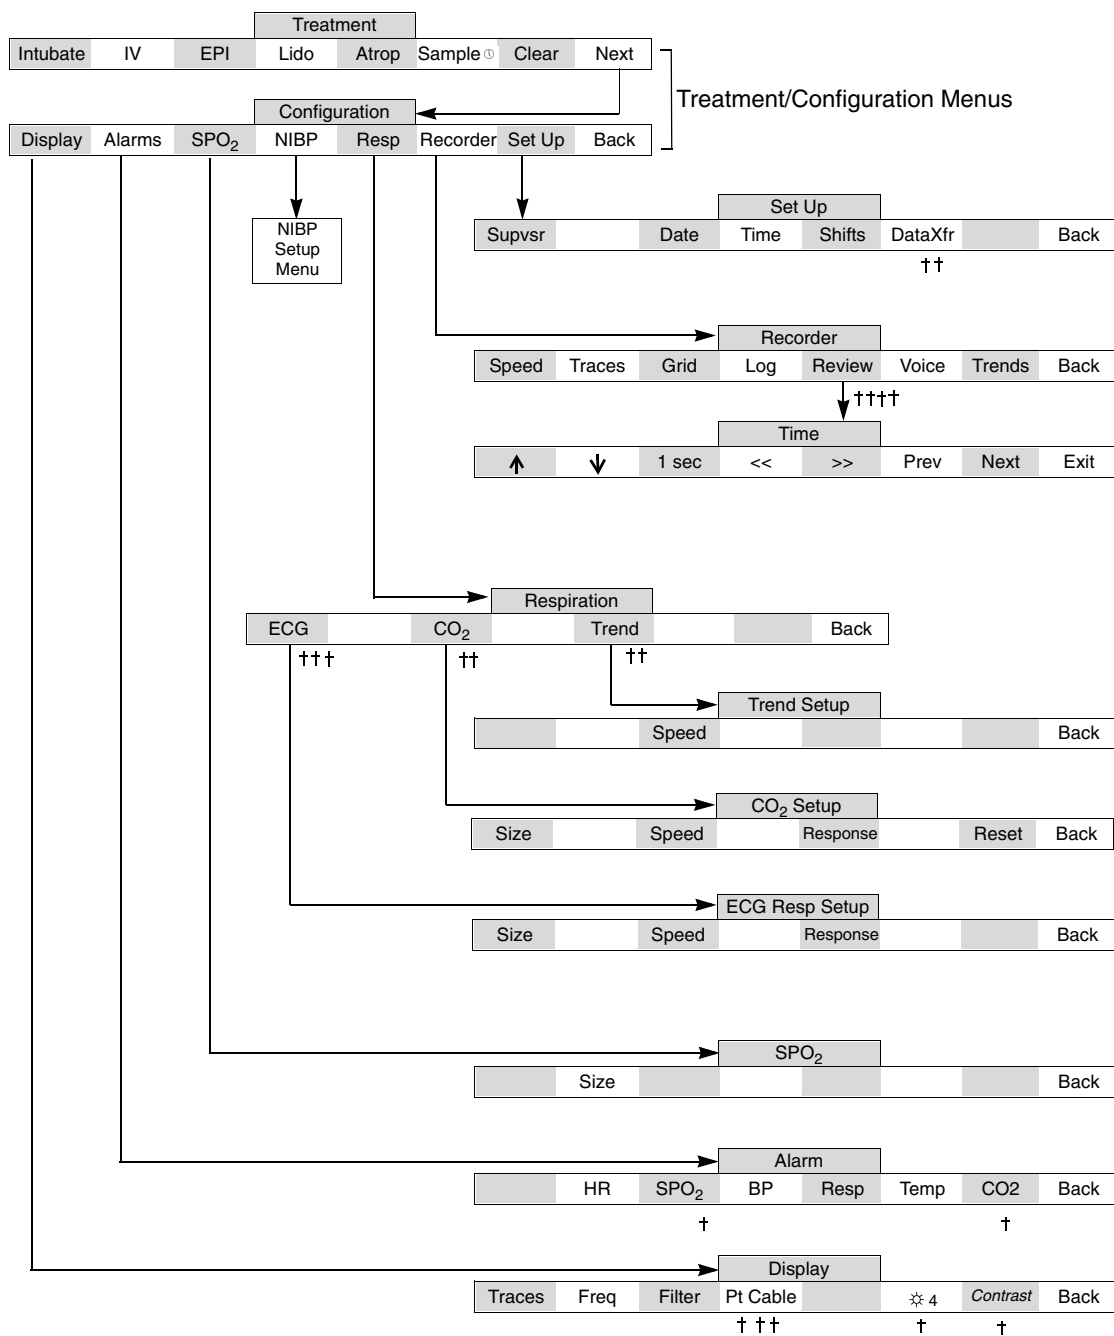 Treatment
Intubate IV EPI Lido Atrop Sample ① Clear Next
Treatment/Configuration Menus
Configuration
Display Alarms SPO2 NIBP Resp Recorder Set Up Back
NIBP
Setup
Menu
Set Up
Supvsr Date Time Shifts DataXfr Back
††
Recorder
Speed Traces Grid Log Review Voice Trends Back
††††
Time
↑ ↓ 1 sec << >> Prev Next Exit
Respiration
ECG CO2 Trend Back
††† †† ††
Trend Setup
Speed Back
CO2 Setup
Size Speed Response Reset Back
ECG Resp Setup
Size Speed Response Back
SPO2
Size Back
Alarm
HR SPO2 BP Resp Temp CO2 Back
† †
Display
Traces Freq Filter Pt Cable ☼ 4 Contrast Back
† †† † †